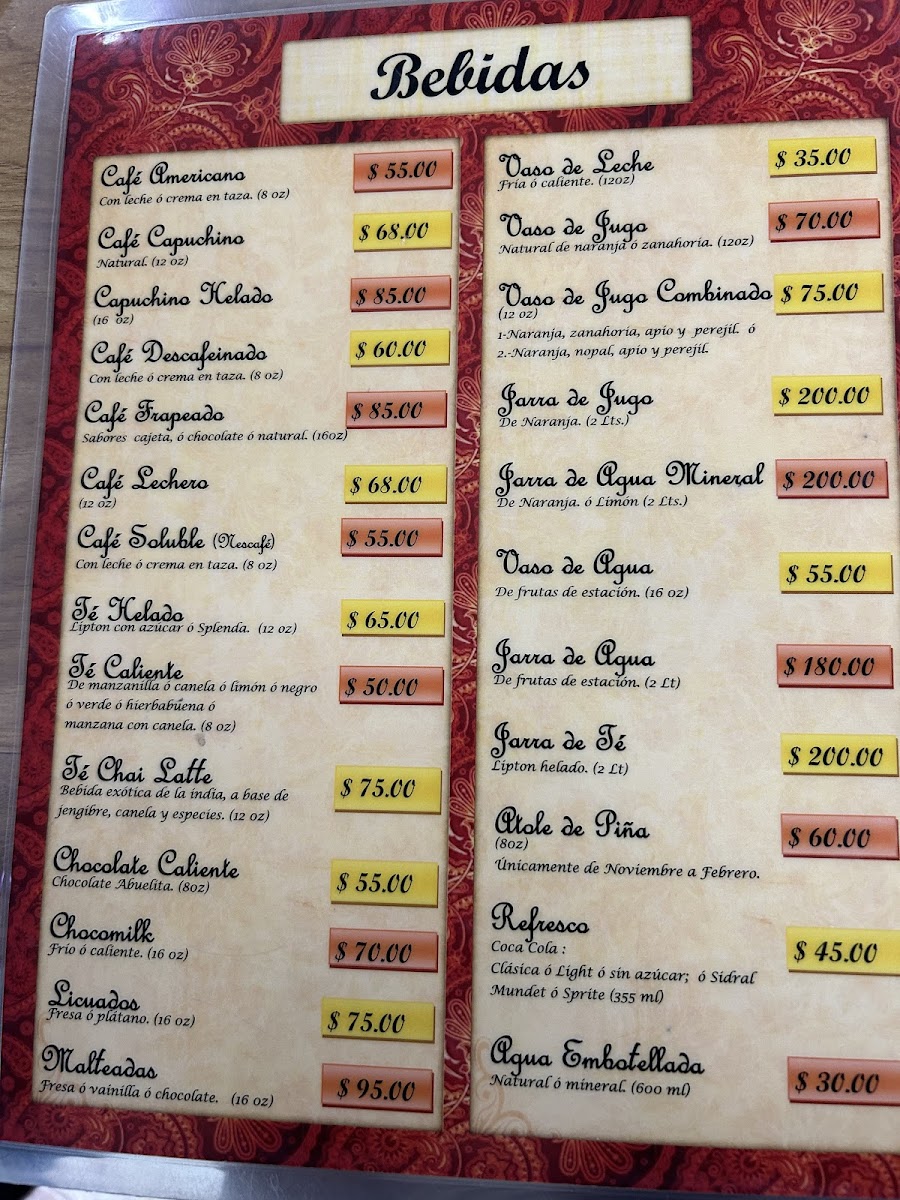 Bebidas
Café Americano $ 55.00
Con leche ó crema en taza. (8 oz)
Café Capuchino $ 68.00
Natural. (12 oz)
Capuchino Helado $ 85.00
(16 oz)
Café Descafeinado $ 60.00
Con leche ó crema en taza. (8 oz)
Café Frapeado $ 85.00
Sabores cajeta, ó chocolate ó natural. (16oz)
Café Lechero $ 68.00
(12 oz)
Café Soluble (Nescafé) $ 55.00
Con leche ó crema en taza. (8 oz)
Té Helado $ 65.00
Lipton con azúcar ó Splenda. (12 oz)
Té Caliente $ 50.00
De manzanilla ó canela ó limón ó negro
ó verde ó hierbabuena ó
manzana con canela. (8 oz)
Té Chai Latte $ 75.00
Bebida exótica de la india, a base de
jengibre, canela y especies. (12 oz)
Chocolate Caliente $ 55.00
Chocolate Abuelita. (8oz)
Chocomilk $ 70.00
Frío ó caliente. (16 oz)
Licuados $ 75.00
Fresa ó plátano. (16 oz)
Malteadas $ 95.00
Fresa ó vainilla ó chocolate. (16 oz)
Vaso de Leche $ 35.00
Fría ó caliente. (12oz)
Vaso de Jugo $ 70.00
Natural de naranja ó zanahoria. (12oz)
Vaso de Jugo Combinado $ 75.00
(12 oz)
1-Naranja, zanahoria, apio y perejil. ó
2.-Naranja, nopal, apio y perejil.
Jarra de Jugo $ 200.00
De Naranja. (2 Lts.)
Jarra de Agua Mineral $ 200.00
De Naranja. ó Limón (2 Lts.)
Vaso de Agua $ 55.00
De frutas de estación. (16 oz)
Jarra de Agua $ 180.00
De frutas de estación. (2 Lt)
Jarra de Té $ 200.00
Lipton helado. (2 Lt)
Atole de Piña $ 60.00
(8oz)
Únicamente de Noviembre a Febrero.
Refresco $ 45.00
Coca Cola :
Clásica ó Light ó sin azúcar; ó Sidral
Mundet ó Sprite (355 ml)
Agua Embotellada $ 30.00
Natural ó mineral. (600 ml)